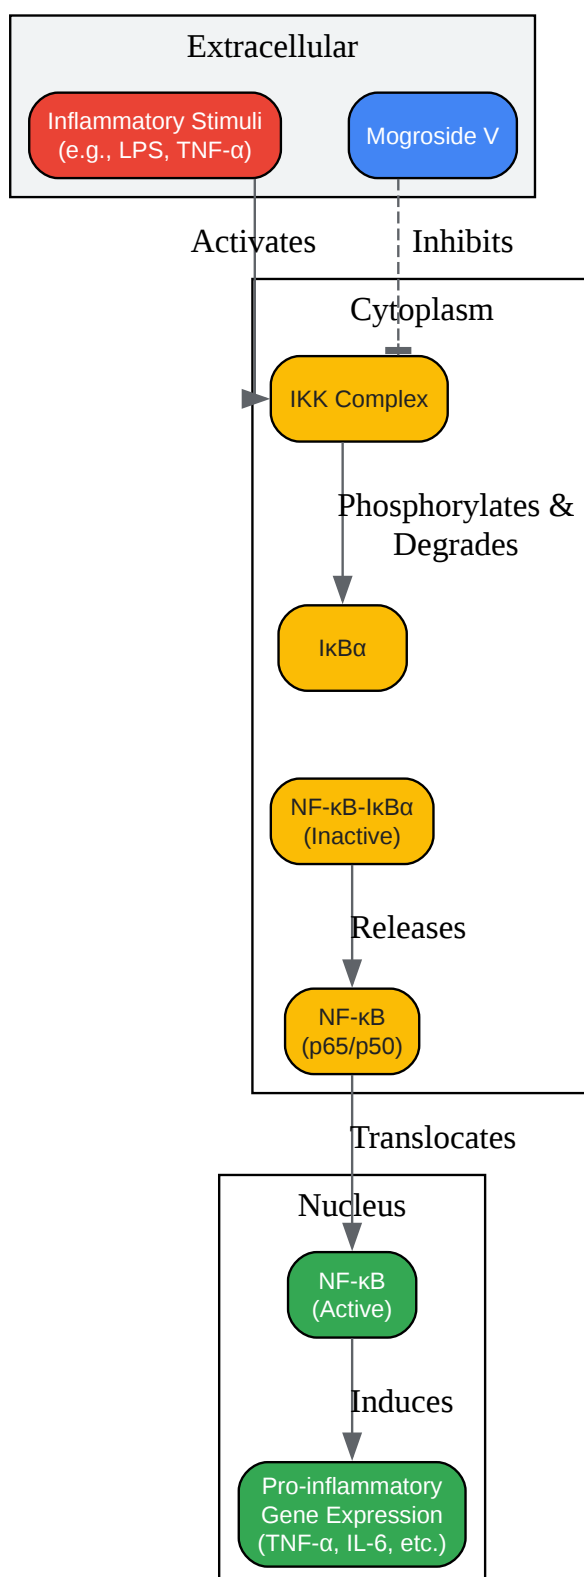 Extracellular
Inflammatory Stimuli
(e.g., LPS, TNF-α)
Mogroside V
Activates
Inhibits
Cytoplasm
IKK Complex
Phosphorylates &
Degrades
IκBα
NF-κB-IκBα
(Inactive)
Releases
NF-κB
(p65/p50)
Translocates
Nucleus
NF-κB
(Active)
Induces
Pro-inflammatory
Gene Expression
(TNF-α, IL-6, etc.)